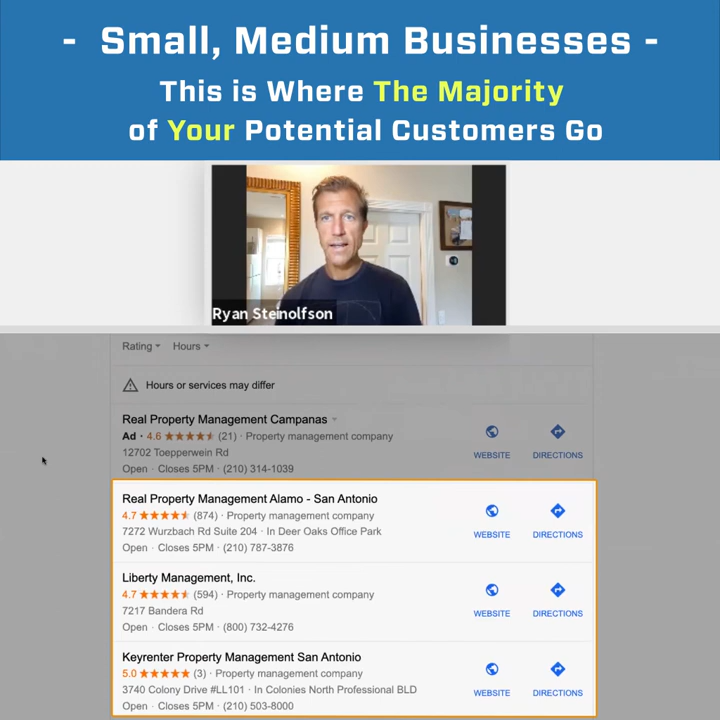 - Small, Medium Businesses -
This is Where The Majority
of Your Potential Customers Go
Ryan Steinolfson
Rating Hours
Hours or services may differ
Real Property Management Campanas
Ad · 4.6 (21) · Property management company
12702 Toepperwein Rd
Open · Closes 5PM · (210) 314-1039
WEBSITE DIRECTIONS
Real Property Management Alamo - San Antonio
4.7 (874) · Property management company
7272 Wurzbach Rd Suite 204 · In Deer Oaks Office Park
Open · Closes 5PM · (210) 787-3876
WEBSITE DIRECTIONS
Liberty Management, Inc.
4.7 (594) · Property management company
7217 Bandera Rd
Open · Closes 5PM · (800) 732-4276
WEBSITE DIRECTIONS
Keyrenter Property Management San Antonio
5.0 (3) · Property management company
3740 Colony Drive #LL101 · In Colonies North Professional BLD
Open · Closes 5PM · (210) 503-8000
WEBSITE DIRECTIONS